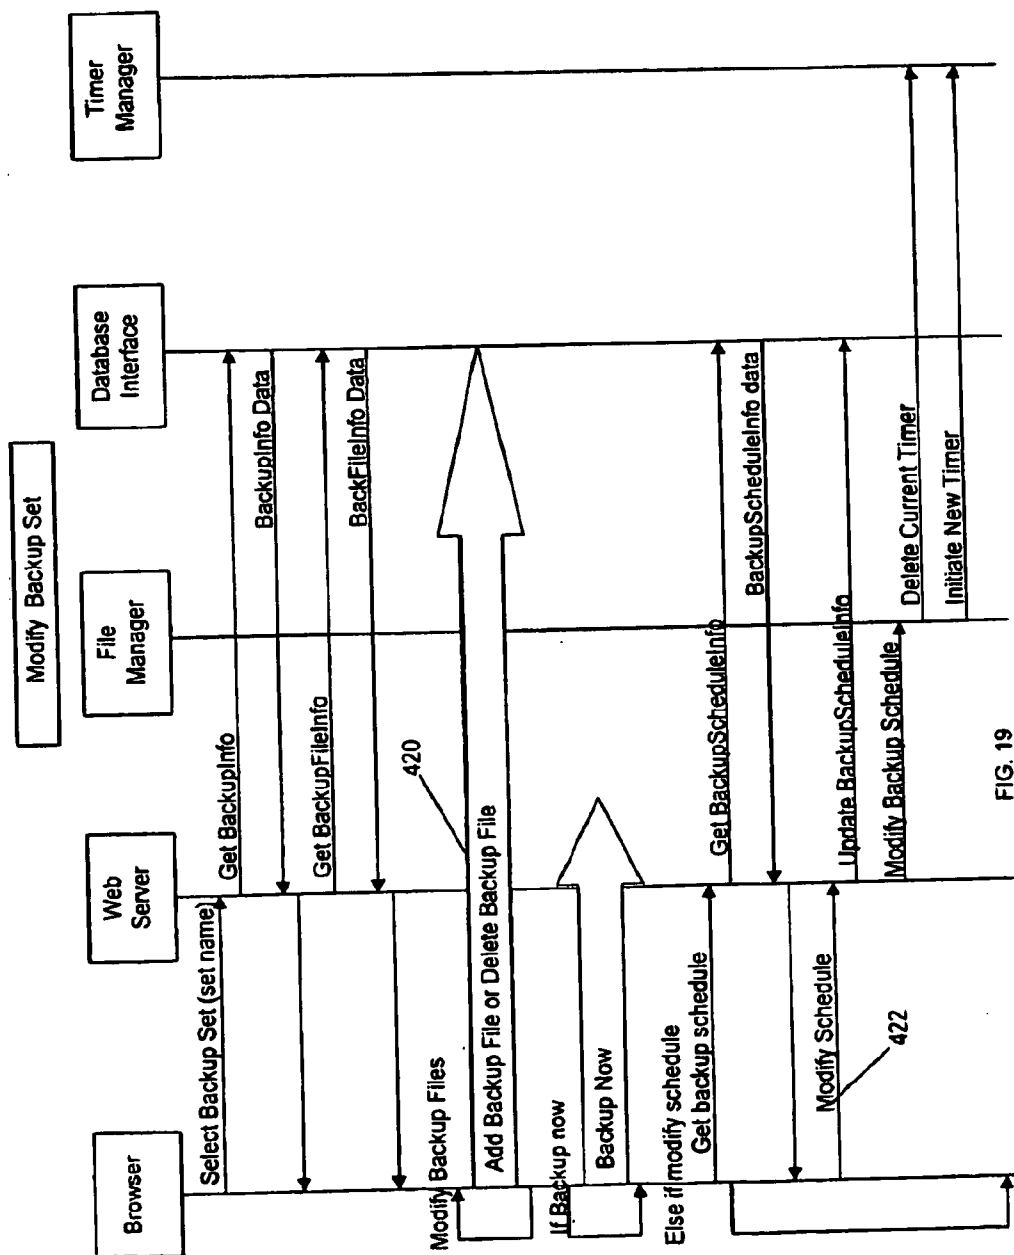 Modify Backup Set
Browser
Web
Server
File
Manager
Database
Interface
Timer
Manager
Select Backup Set (set name)
Get BackupInfo
BackupInfo Data
Get BackupFileInfo
BackFileInfo Data
Modify Backup Files
420
Add Backup File or Delete Backup File
If Backup now
Backup Now
Else if modify schedule
Get backup schedule
Get BackupScheduleInfo
BackupScheduleInfo data
Modify Schedule
422
Update BackupScheduleInfo
Modify Backup Schedule
Delete Current Timer
Initiate New Timer
FIG. 19